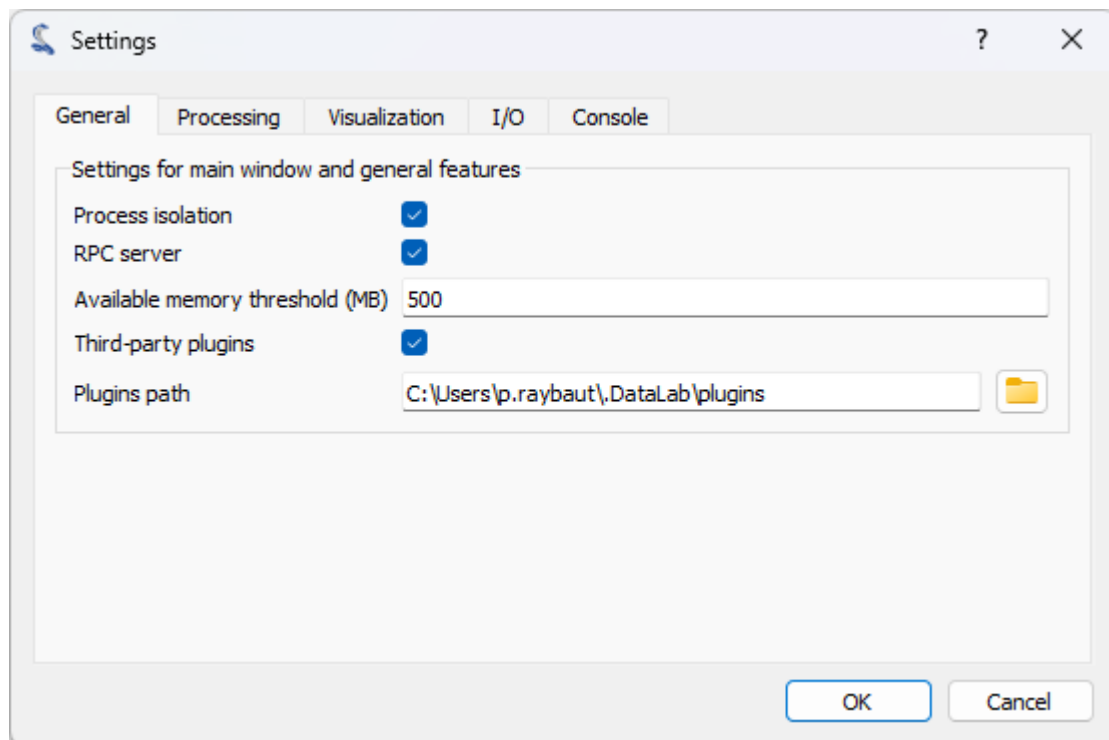 Settings
?
General Processing Visualization I/O Console
Settings for main window and general features
Process isolation
RPC server
Available memory threshold (MB) 500
Third-party plugins
Plugins path C:\Users\p.raybaut\.DataLab\plugins
OK Cancel